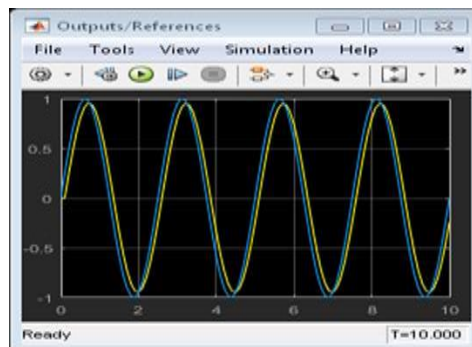 Outputs/References
File Tools View Simulation Help
1
0.5
0
-0.5
-1
0 2 4 6 8 10
Ready T=10.000